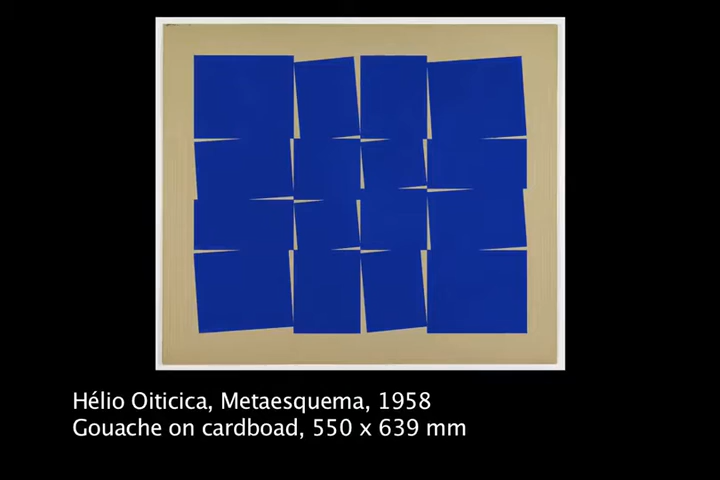 Hélio Oiticica, Metaesquema, 1958
Gouache on cardboad, 550 x 639 mm